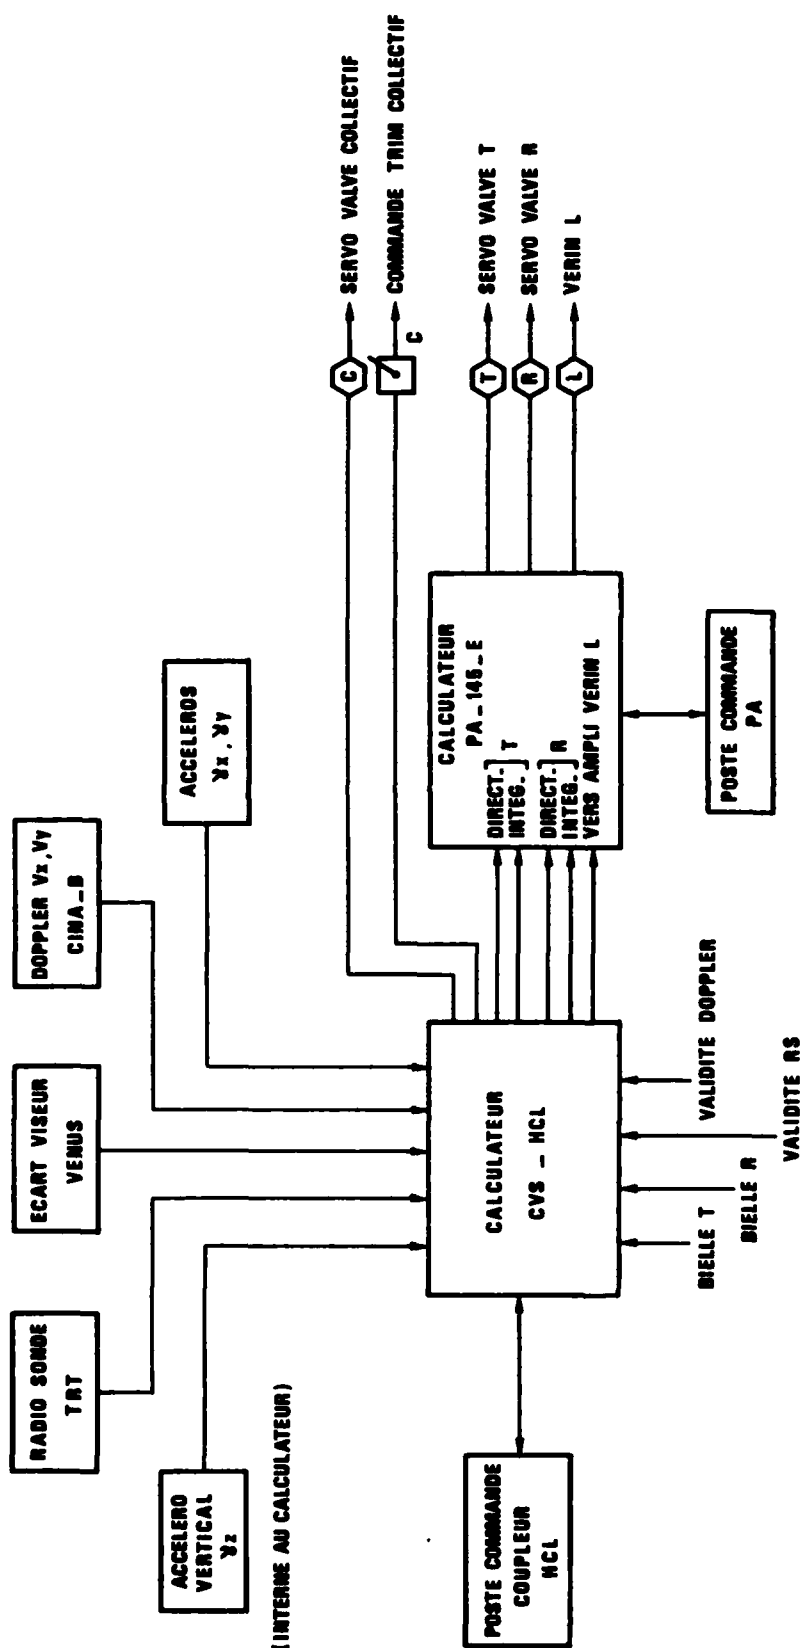 RADIO SONDE
TRT
ECART VISEUR
VENUS
DOPPLER Vx,Vy
CINA_B
ACCELERO
VERTICAL
γz
(INTERNE AU CALCULATEUR)
ACCELEROS
γx, γy
POSTE COMMANDE
COUPLEUR
HCL
CALCULATEUR
CVS _ HCL
BIELLE T
BIELLE R
VALIDITE RS
VALIDITE DOPPLER
CALCULATEUR
PA_145_E
DIRECT.
INTEG.
T
DIRECT.
INTEG.
R
VERS AMPLI VERIN L
POSTE COMMANDE
PA
C
SERVO VALVE COLLECTIF
C
COMMANDE TRIM COLLECTIF
T
SERVO VALVE T
R
SERVO VALVE R
L
VERIN L